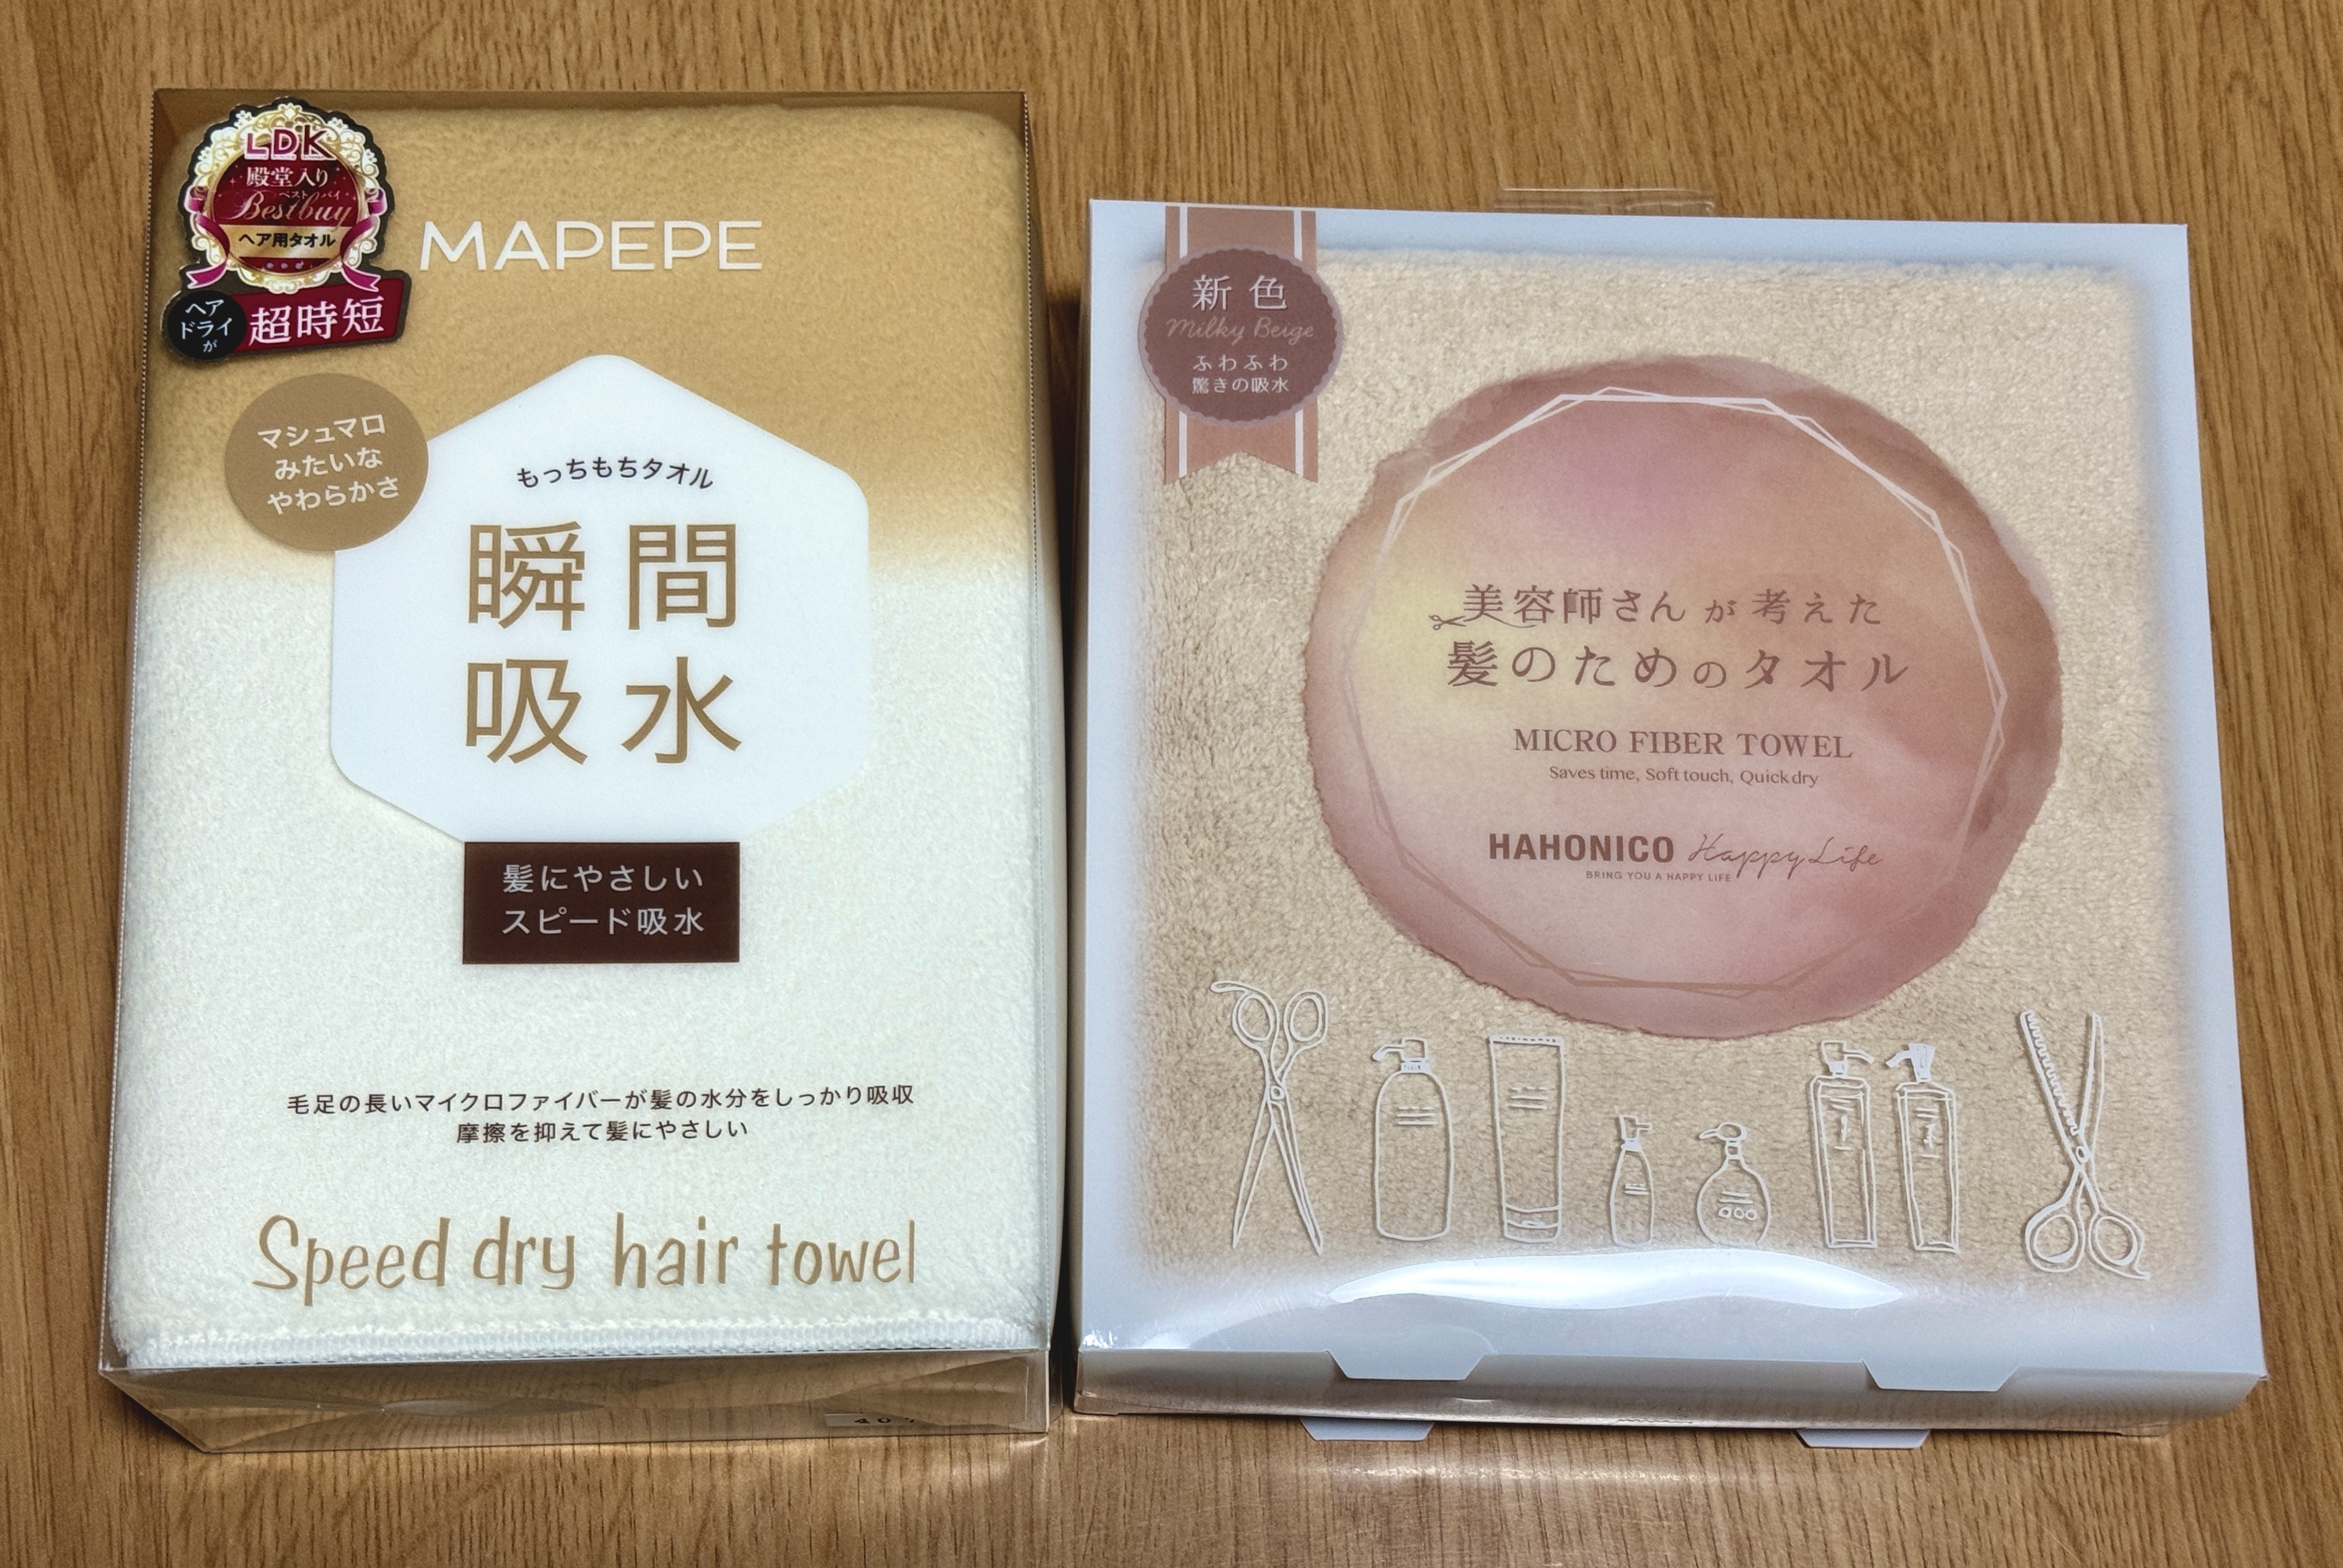 LDK
殿堂入り
ベストバイ
Bestbuy
ヘア用タオル
ヘア
ドライ
が
超時短
MAPEPE
マシュマロ
みたいな
やわらかさ
もっちもちタオル
瞬間
吸水
髪にやさしい
スピード吸水
毛足の長いマイクロファイバーが髪の水分をしっかり吸収
摩擦を抑えて髪にやさしい
Speed dry hair towel
新色
Milky Beige
ふわふわ
驚きの吸水
美容師さんが考えた
髪のためのタオル
MICRO FIBER TOWEL
Saves time, Soft touch, Quick dry
HAHONICO Happy Life
BRING YOU A HAPPY LIFE